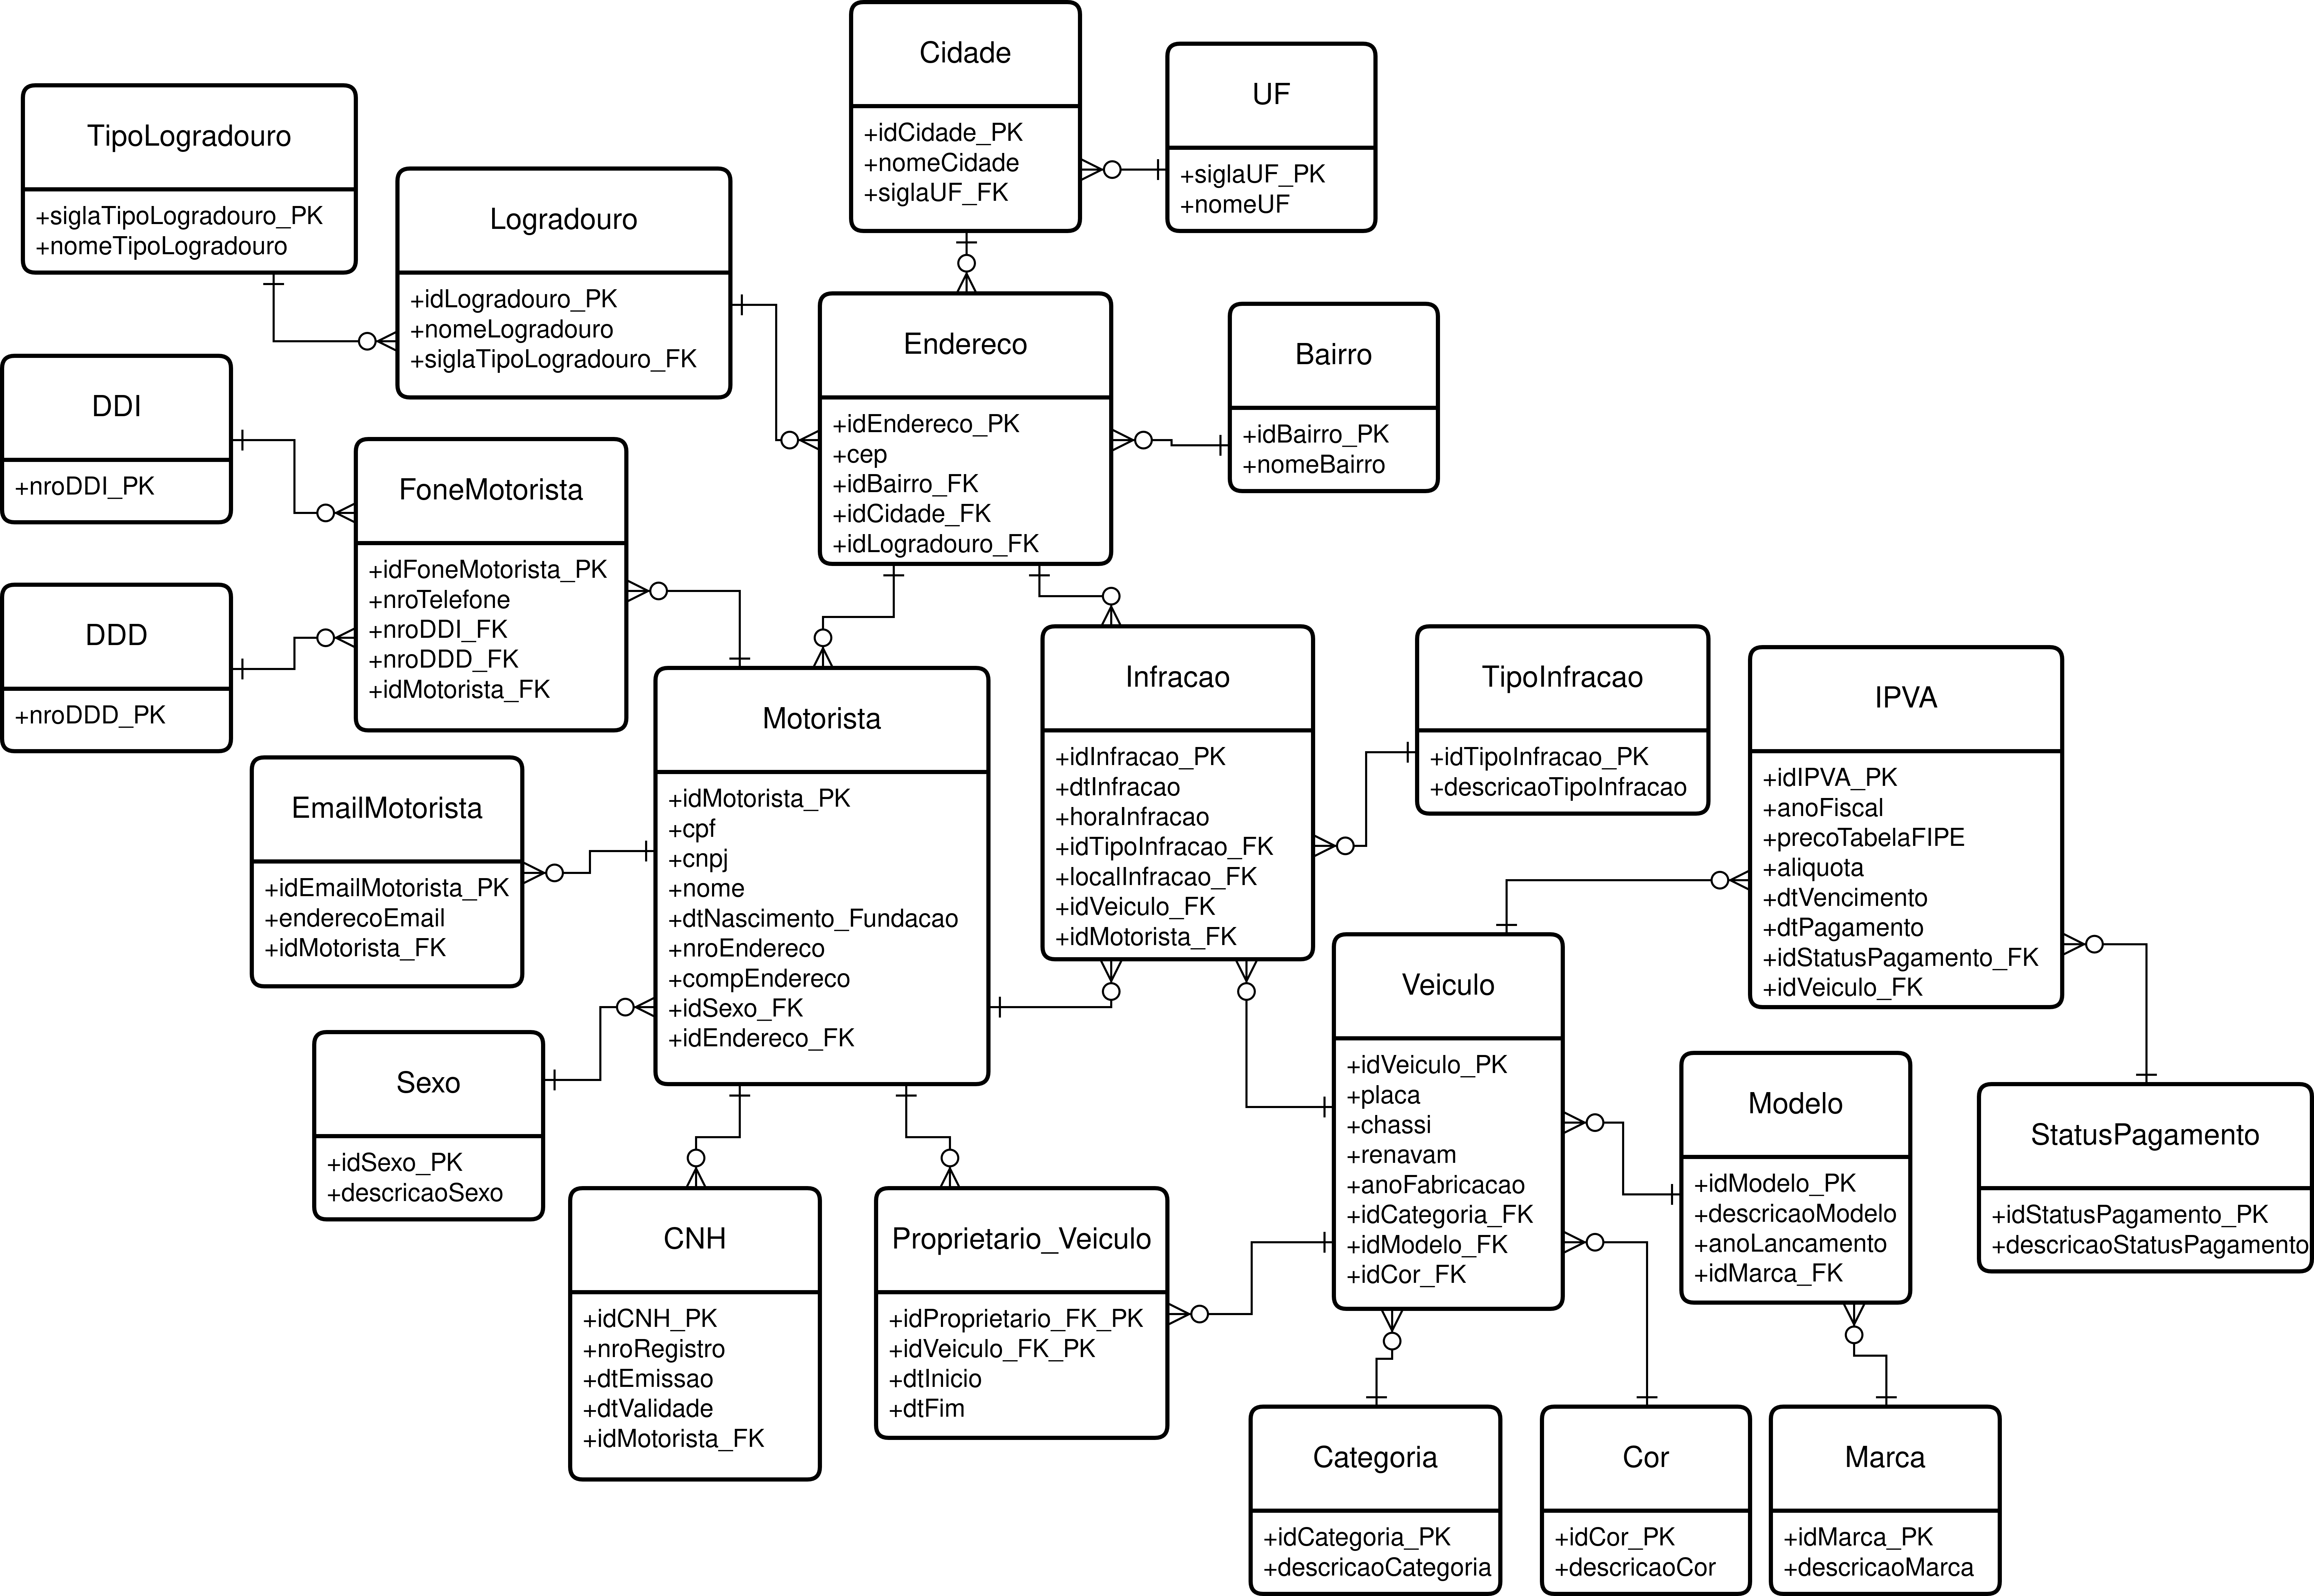 Cidade
+idCidade_PK
+nomeCidade
+siglaUF_FK
UF
+siglaUF_PK
+nomeUF
TipoLogradouro
+siglaTipoLogradouro_PK
+nomeTipoLogradouro
Logradouro
+idLogradouro_PK
+nomeLogradouro
+siglaTipoLogradouro_FK
Endereco
+idEndereco_PK
+cep
+idBairro_FK
+idCidade_FK
+idLogradouro_FK
Bairro
+idBairro_PK
+nomeBairro
DDI
+nroDDI_PK
FoneMotorista
+idFoneMotorista_PK
+nroTelefone
+nroDDI_FK
+nroDDD_FK
+idMotorista_FK
DDD
+nroDDD_PK
Motorista
+idMotorista_PK
+cpf
+cnpj
+nome
+dtNascimento_Fundacao
+nroEndereco
+compEndereco
+idSexo_FK
+idEndereco_FK
Infracao
+idInfracao_PK
+dtInfracao
+horaInfracao
+idTipoInfracao_FK
+localInfracao_FK
+idVeiculo_FK
+idMotorista_FK
TipoInfracao
+idTipoInfracao_PK
+descricaoTipoInfracao
IPVA
+idIPVA_PK
+anoFiscal
+precoTabelaFIPE
+aliquota
+dtVencimento
+dtPagamento
+idStatusPagamento_FK
+idVeiculo_FK
EmailMotorista
+idEmailMotorista_PK
+enderecoEmail
+idMotorista_FK
Veiculo
+idVeiculo_PK
+placa
+chassi
+renavam
+anoFabricacao
+idCategoria_FK
+idModelo_FK
+idCor_FK
Sexo
+idSexo_PK
+descricaoSexo
Modelo
+idModelo_PK
+descricaoModelo
+anoLancamento
+idMarca_FK
StatusPagamento
+idStatusPagamento_PK
+descricaoStatusPagamento
CNH
+idCNH_PK
+nroRegistro
+dtEmissao
+dtValidade
+idMotorista_FK
Proprietario_Veiculo
+idProprietario_FK_PK
+idVeiculo_FK_PK
+dtInicio
+dtFim
Categoria
+idCategoria_PK
+descricaoCategoria
Cor
+idCor_PK
+descricaoCor
Marca
+idMarca_PK
+descricaoMarca